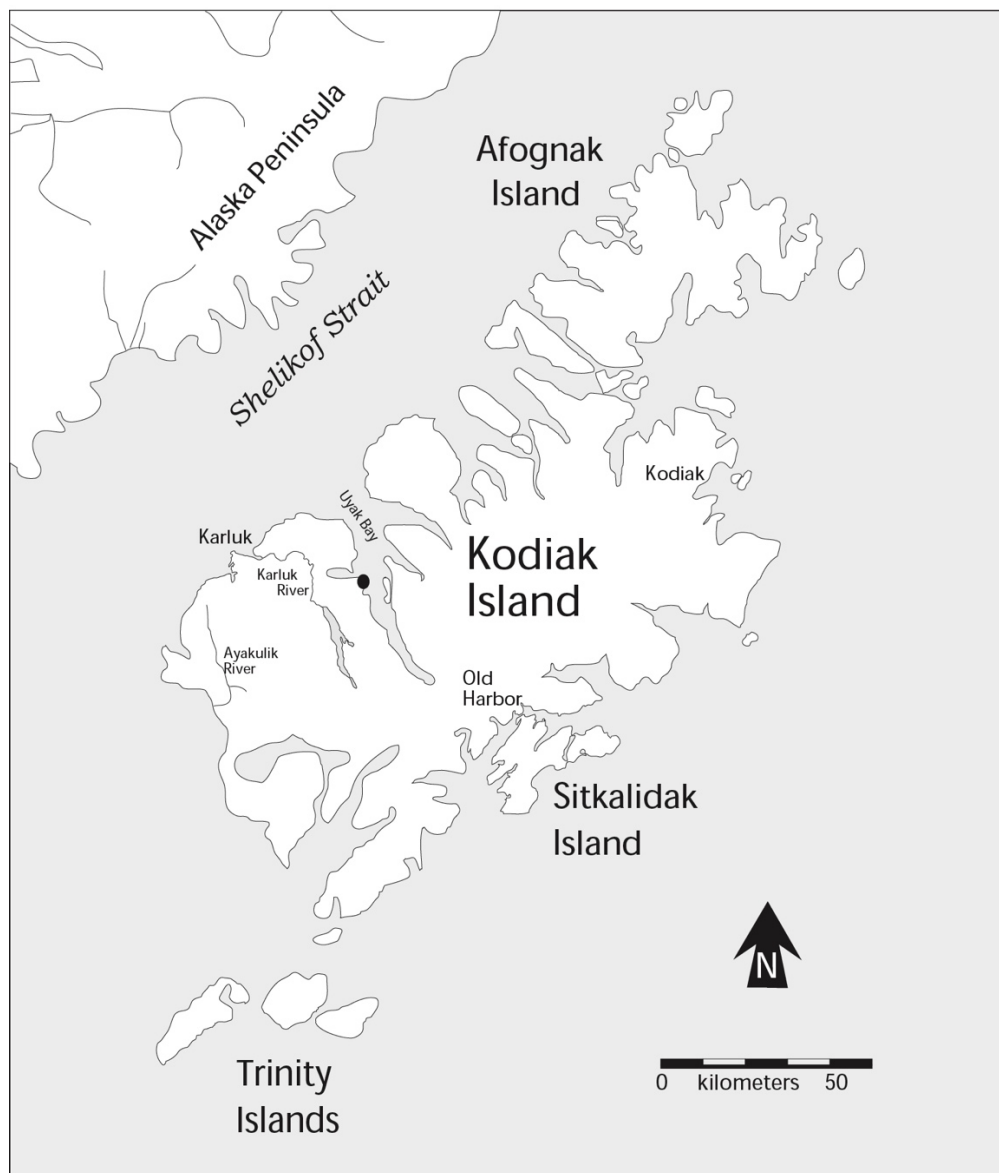 Alaska Peninsula
Afognak
Island
Shelikof Strait
Kodiak
Uyak Bay
Karluk
Karluk
River
Kodiak
Island
Ayakulik
River
Old
Harbor
Sitkalidak
Island
N
0 kilometers 50
Trinity
Islands